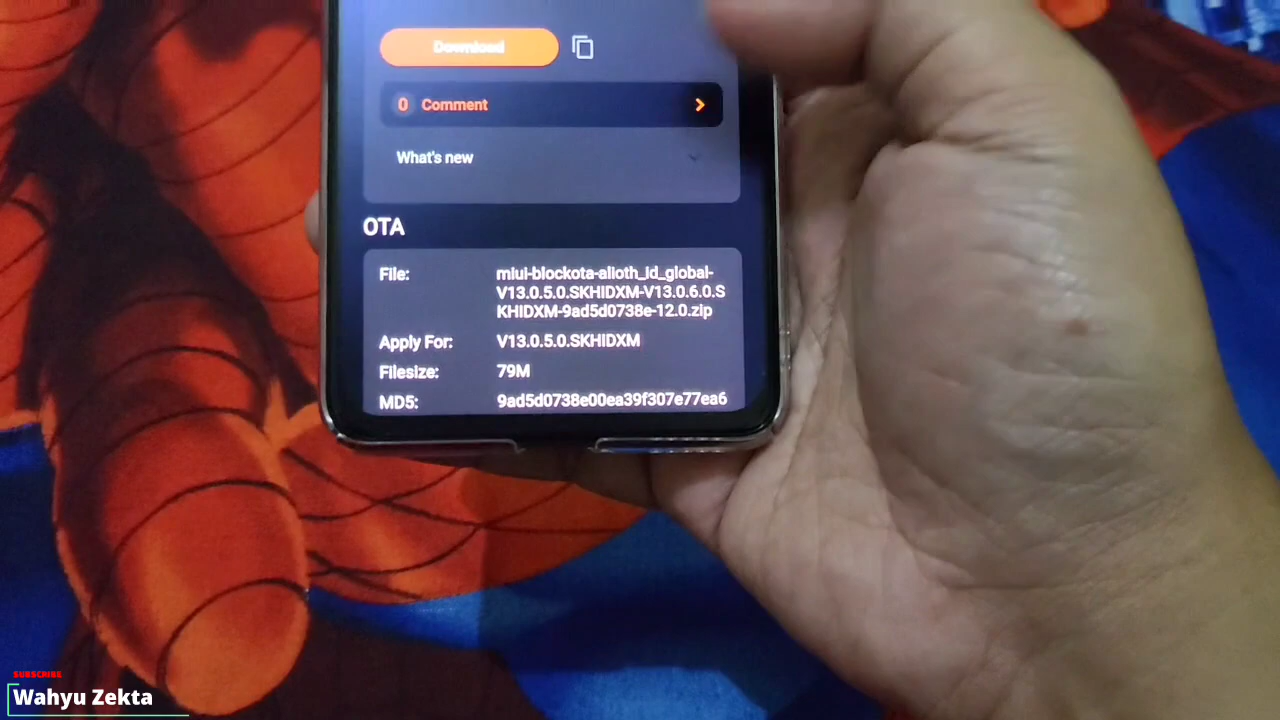 Download
0 Comment
What's new
OTA
File: miui-blockota-alioth_id_global-
V13.0.5.0.SKHIDXM-V13.0.6.0.S
KHIDXM-9ad5d0738e-12.0.zip
Apply For: V13.0.5.0.SKHIDXM
Filesize: 79M
MD5: 9ad5d0738e00ea39f307e77ea6
SUBSCRIBE
Wahyu Zekta